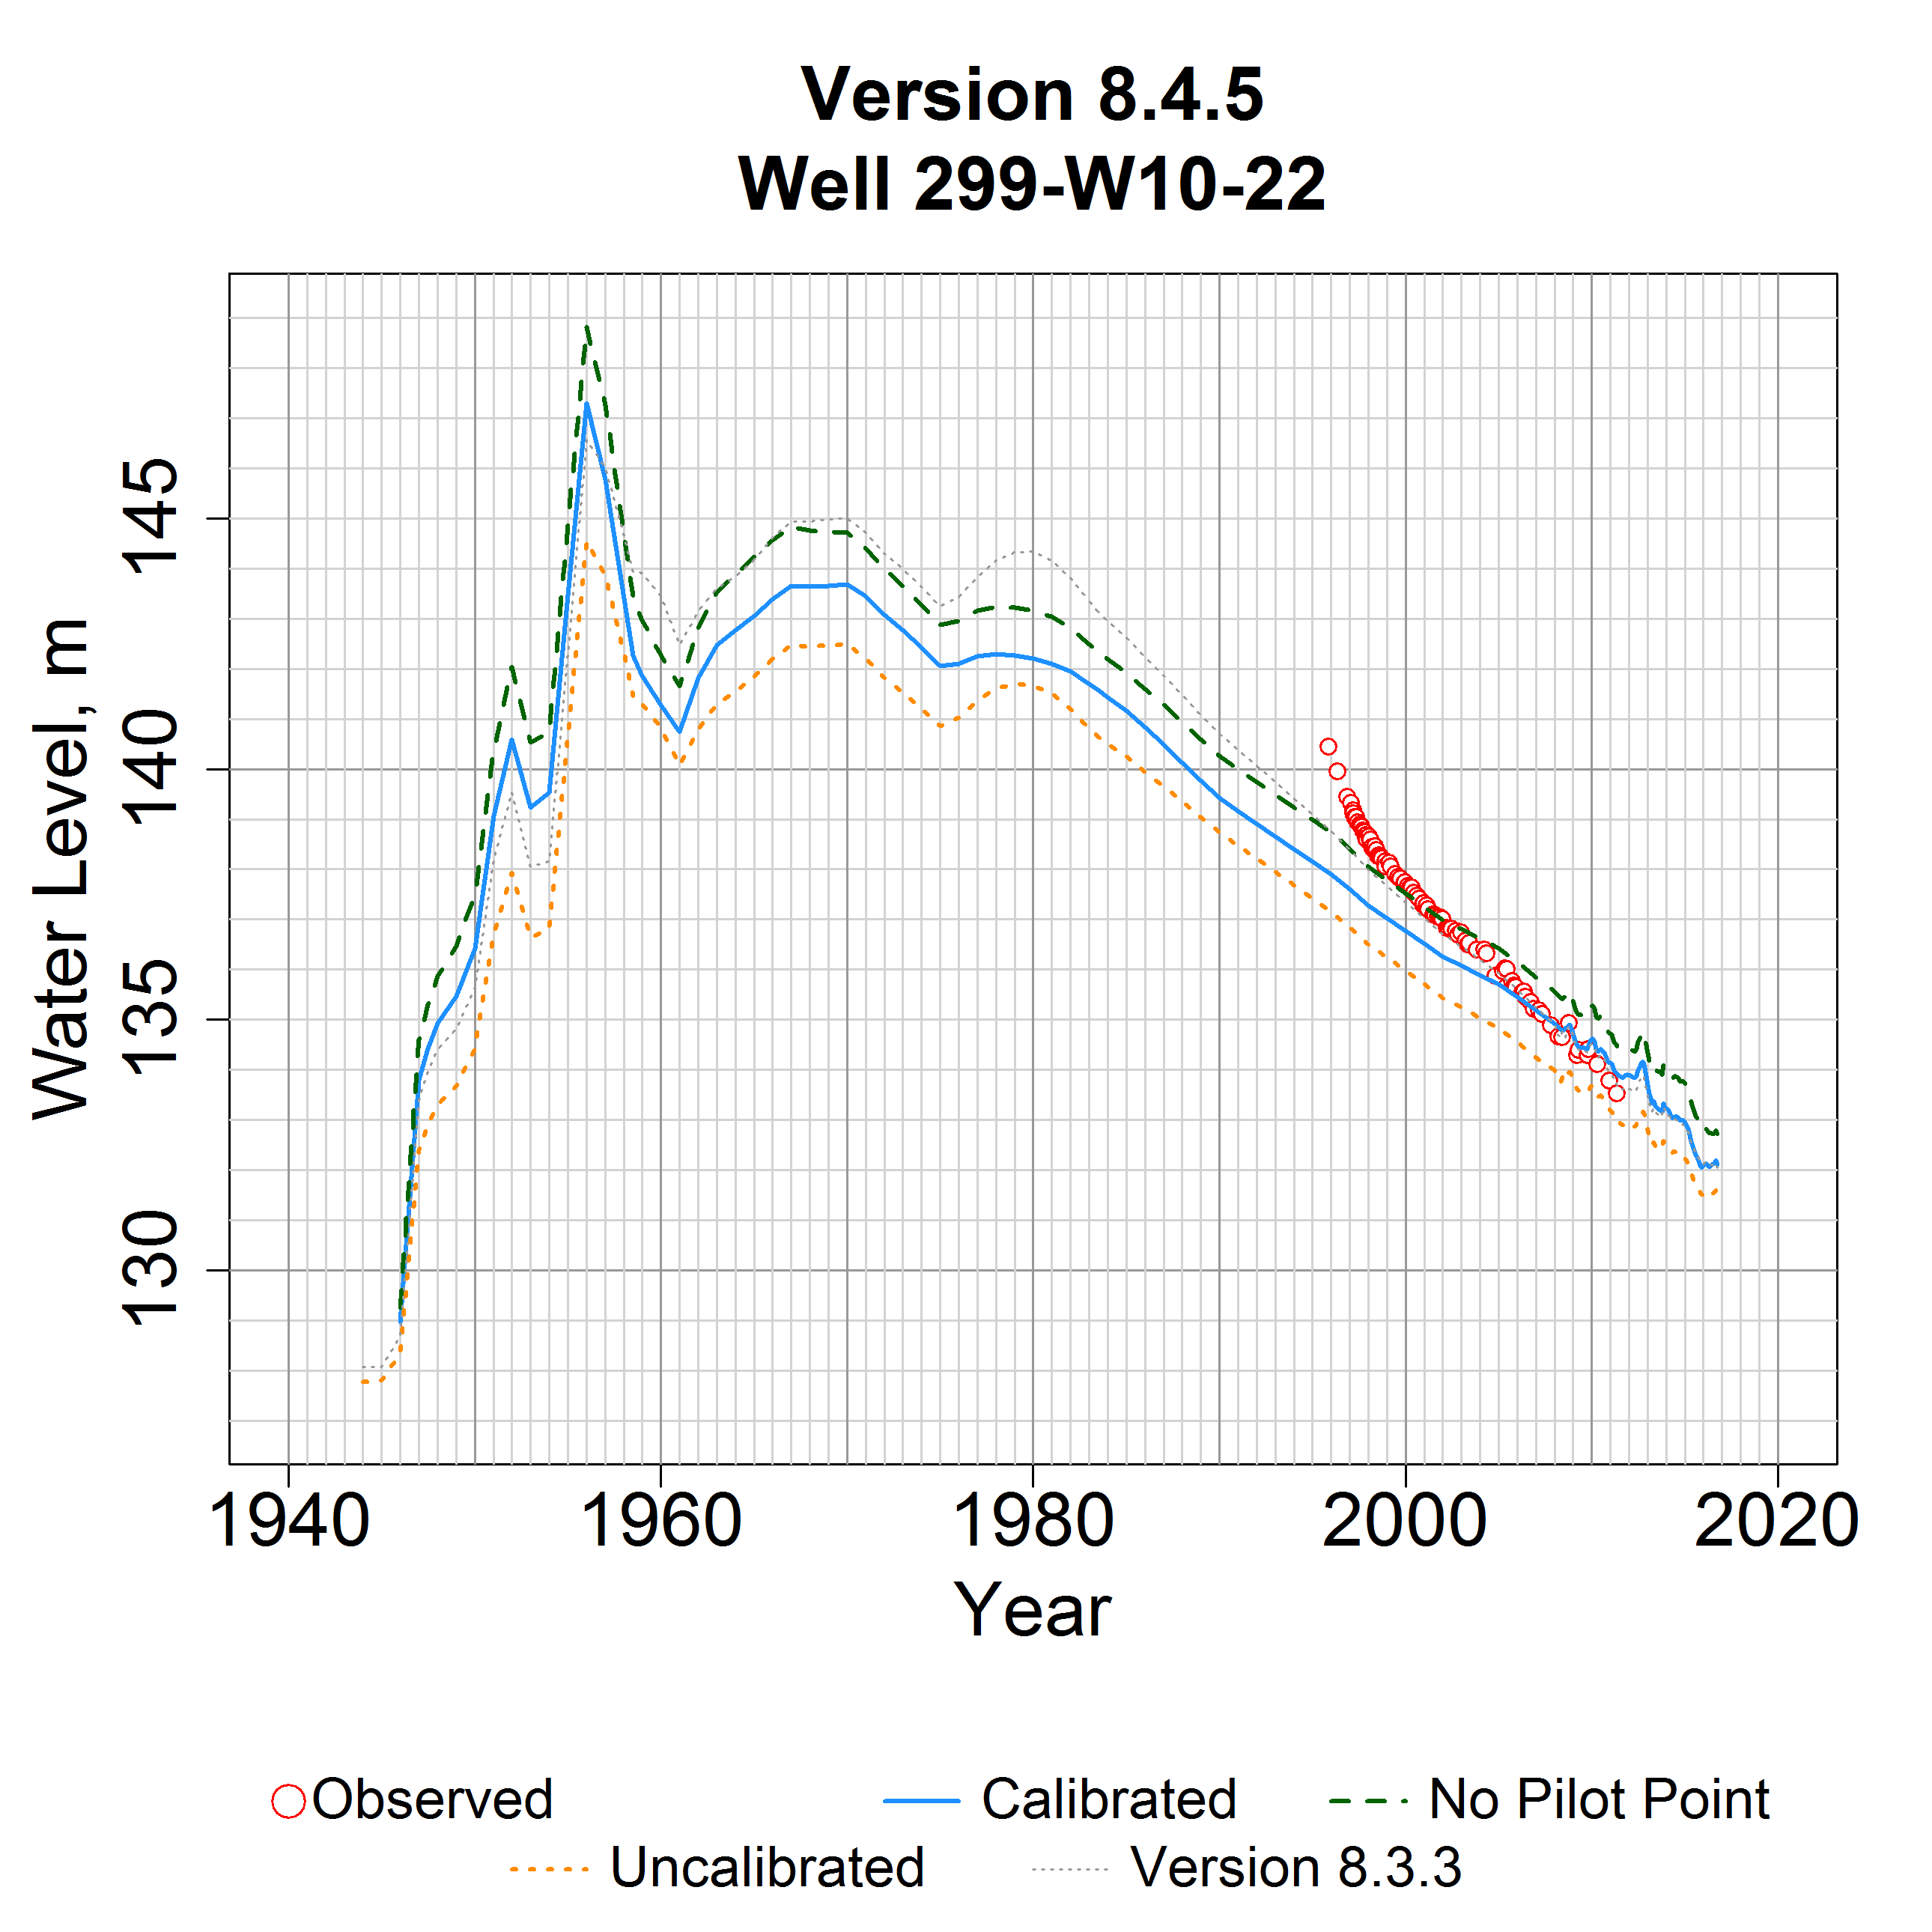 Version 8.4.5
Well 299-W10-22
Water Level, m
145
140
135
130
1940 1960 1980 2000 2020
Year
Observed Calibrated No Pilot Point
Uncalibrated Version 8.3.3